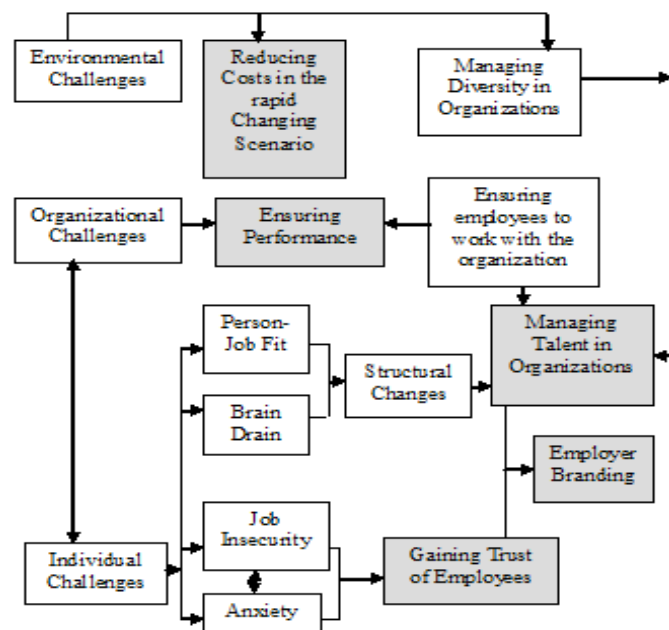 Environmental
Challenges
Reducing
Costs in the
rapid
Changing
Scenario
Managing
Diversity in
Organizations
Organizational
Challenges
Ensuring
Performance
Ensuring
employees to
work with the
organization
Person-
Job Fit
Brain
Drain
Structural
Changes
Managing
Talent in
Organizations
Employer
Branding
Individual
Challenges
Job
Insecurity
Anxiety
Gaining Trust
of Employees